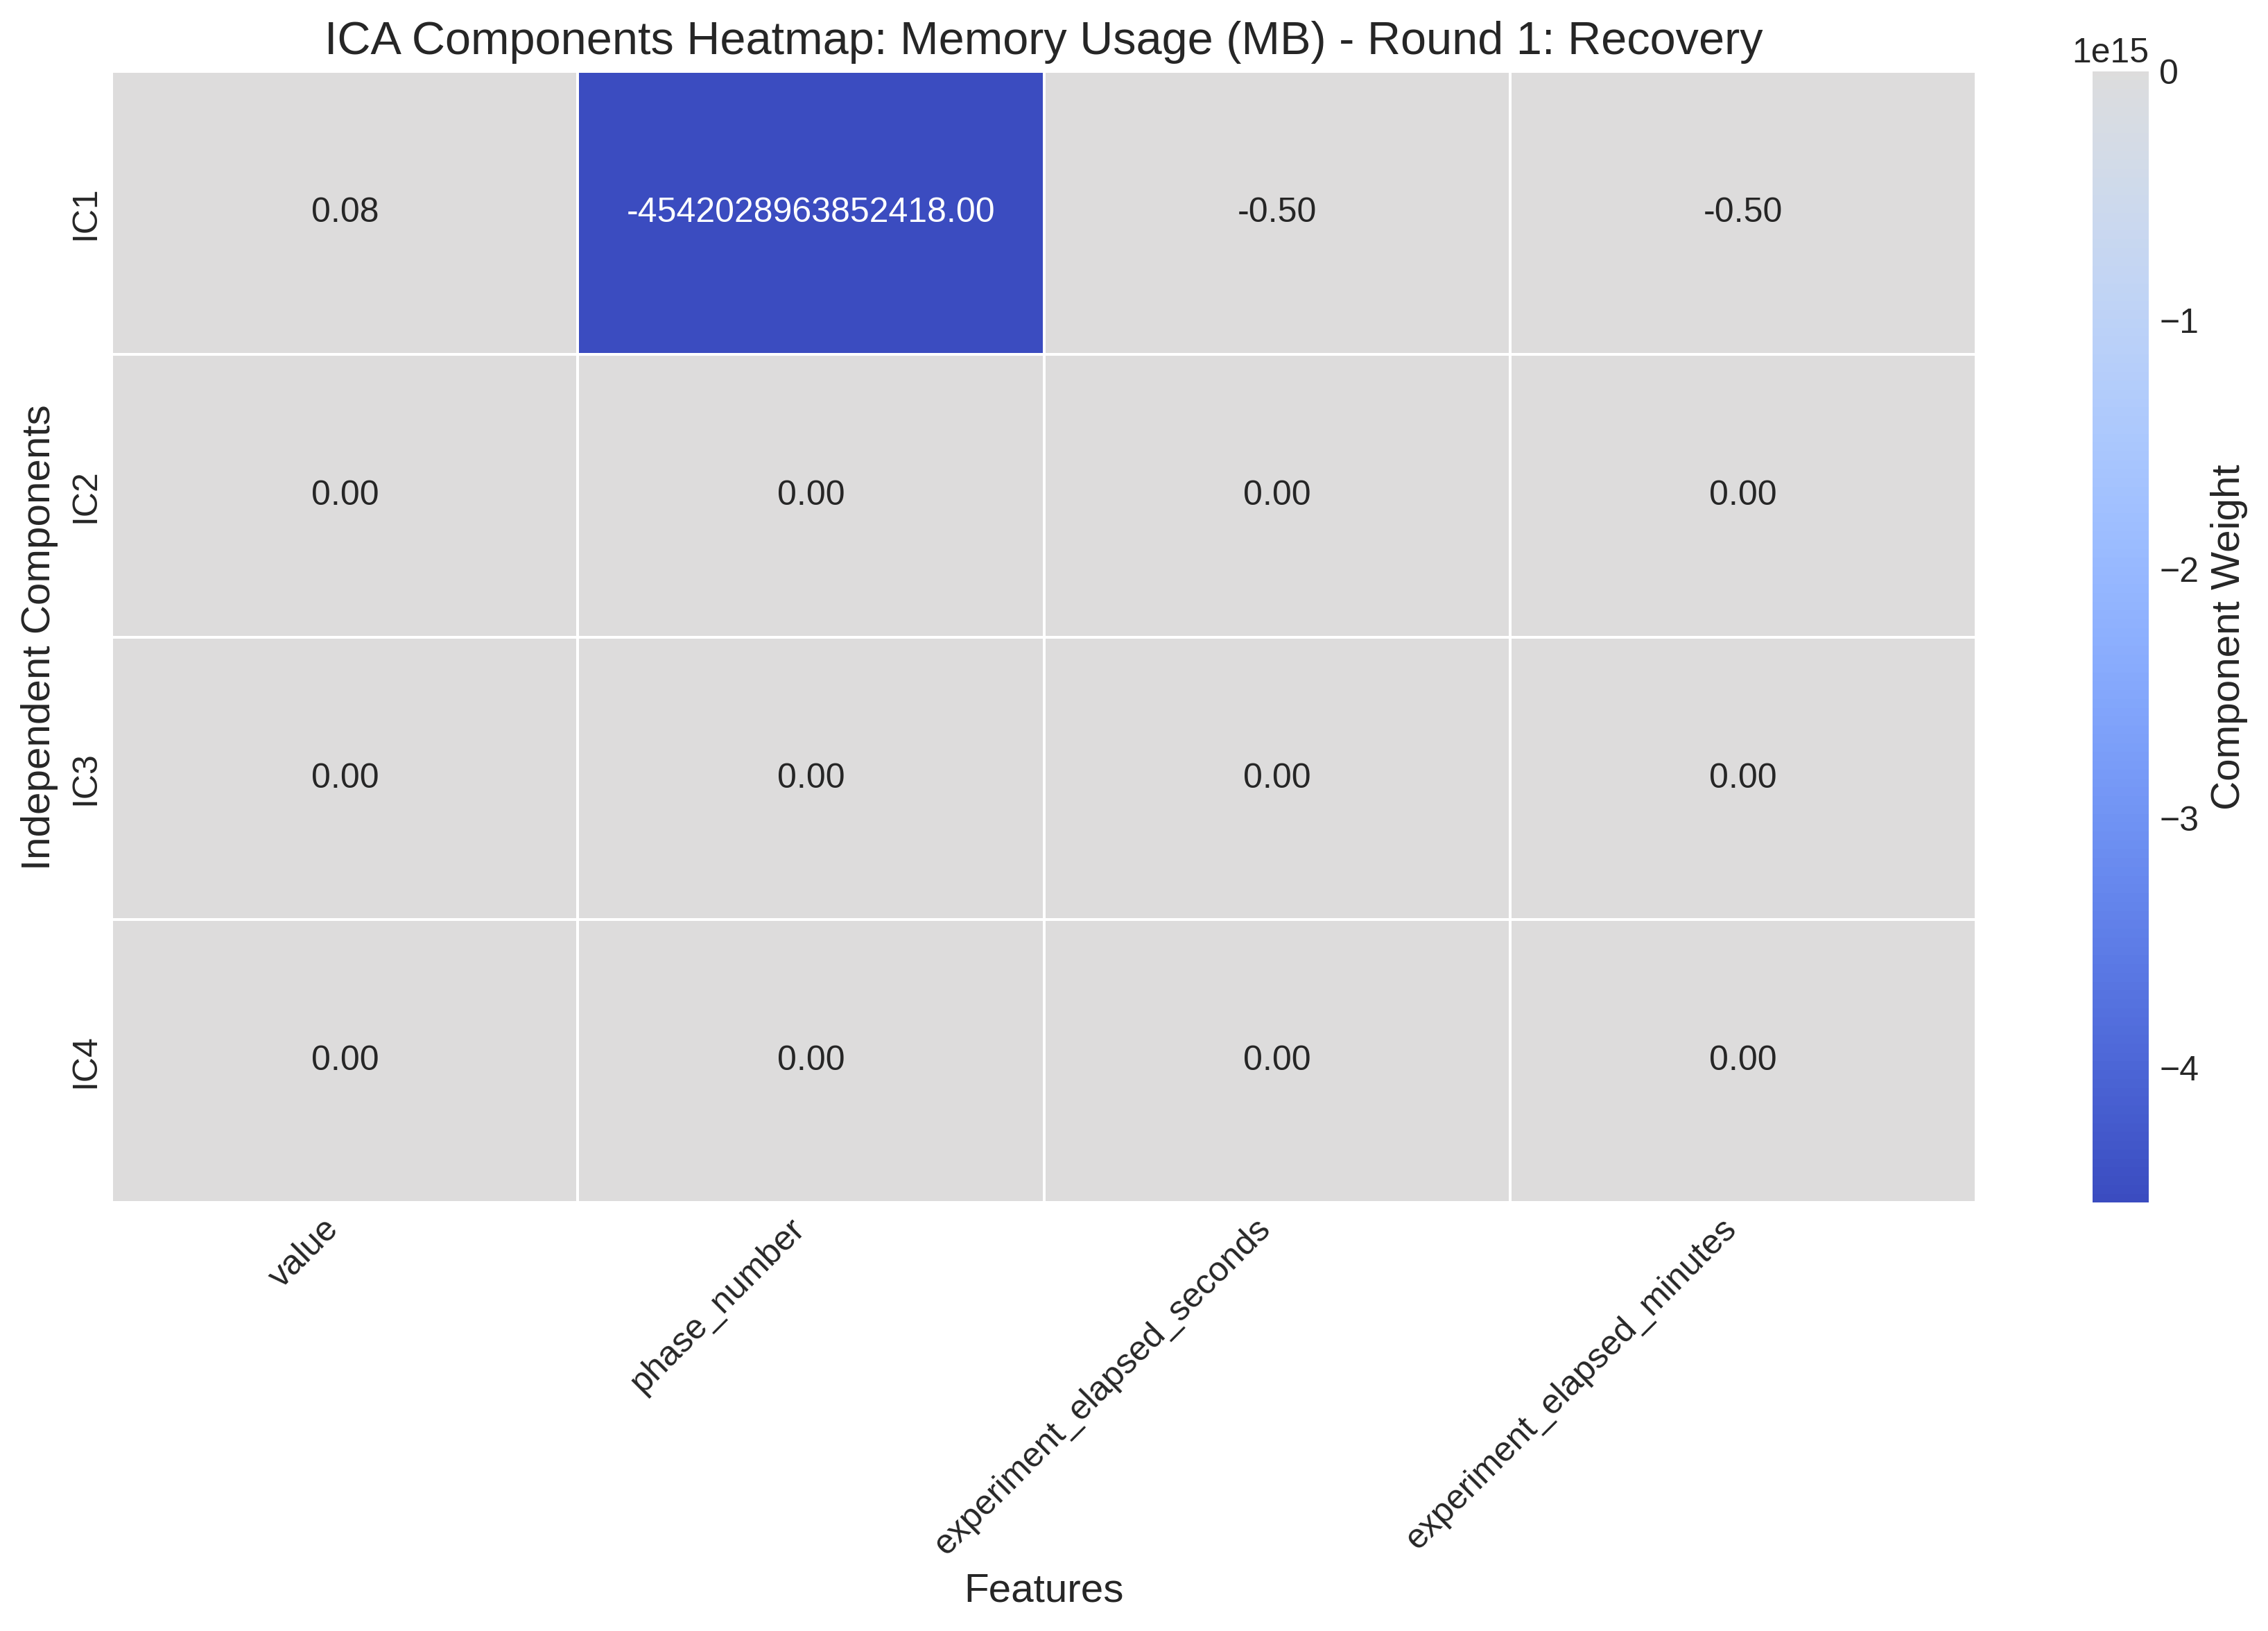 ICA Components Heatmap: Memory Usage (MB) - Round 1: Recovery
1e15
0
−1
−2
−3
−4
Component Weight
Independent Components
IC1
0.08
-4542028963852418.00
-0.50
-0.50
IC2
0.00
0.00
0.00
0.00
IC3
0.00
0.00
0.00
0.00
IC4
0.00
0.00
0.00
0.00
value
phase_number
experiment_elapsed_seconds
experiment_elapsed_minutes
Features